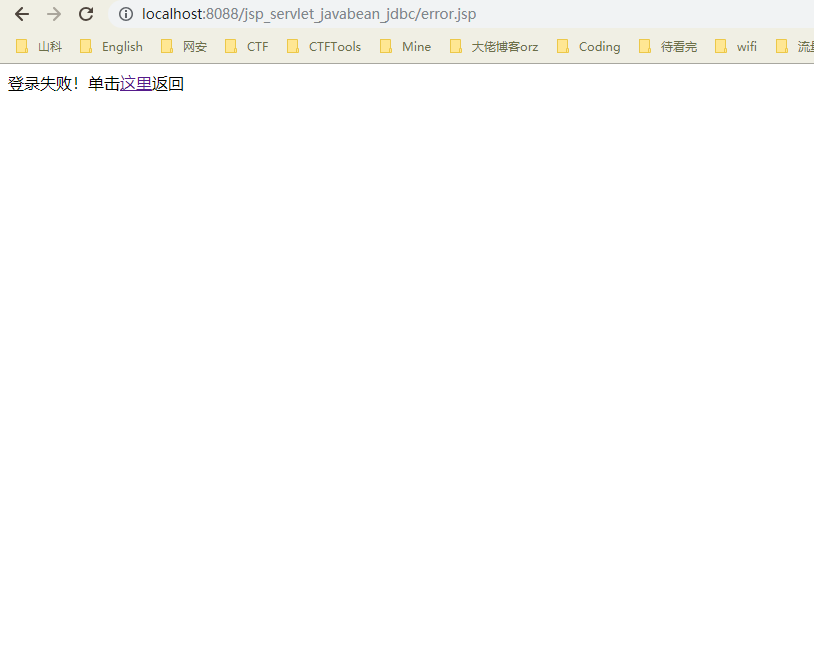 localhost:8088/jsp_servlet_javabean_jdbc/error.jsp
山科 English 网安 CTF CTFTools Mine 大佬博客orz Coding 待看完 wifi
登录失败！单击这里返回